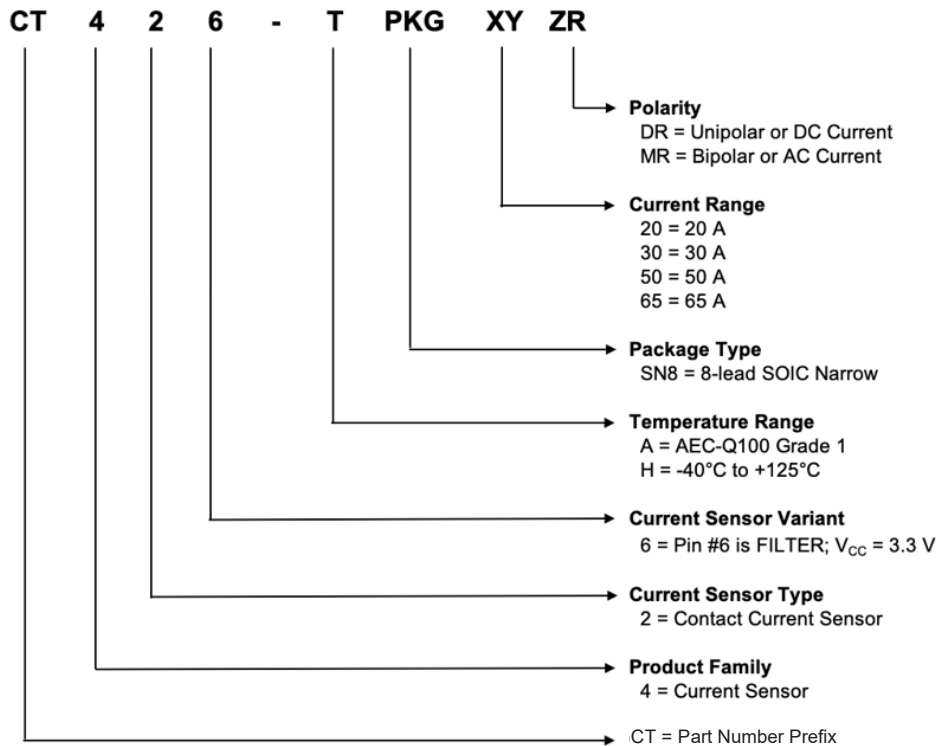 CT 4 2 6 - T PKG XY ZR
Polarity
DR = Unipolar or DC Current
MR = Bipolar or AC Current
Current Range
20 = 20 A
30 = 30 A
50 = 50 A
65 = 65 A
Package Type
SN8 = 8-lead SOIC Narrow
Temperature Range
A = AEC-Q100 Grade 1
H = -40°C to +125°C
Current Sensor Variant
6 = Pin #6 is FILTER; VCC = 3.3 V
Current Sensor Type
2 = Contact Current Sensor
Product Family
4 = Current Sensor
CT = Part Number Prefix